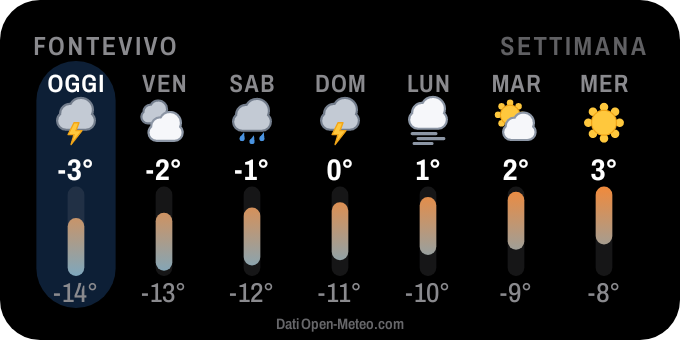 FONTEVIVO SETTIMANA
OGGI VEN SAB DOM LUN MAR MER
-3° -2° -1° 0° 1° 2° 3°
-14° -13° -12° -11° -10° -9° -8°
Dati Open-Meteo.com